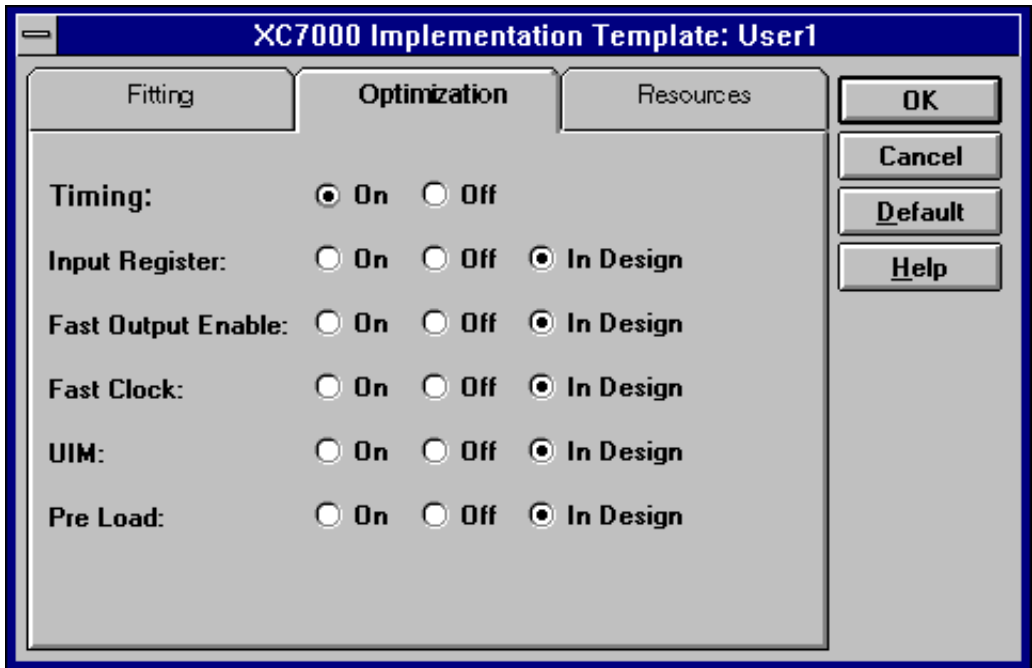 XC7000 Implementation Template: User1
Fitting Optimization Resources
OK
Cancel
Default
Help
Timing: On Off
Input Register: On Off In Design
Fast Output Enable: On Off In Design
Fast Clock: On Off In Design
UIM: On Off In Design
Pre Load: On Off In Design